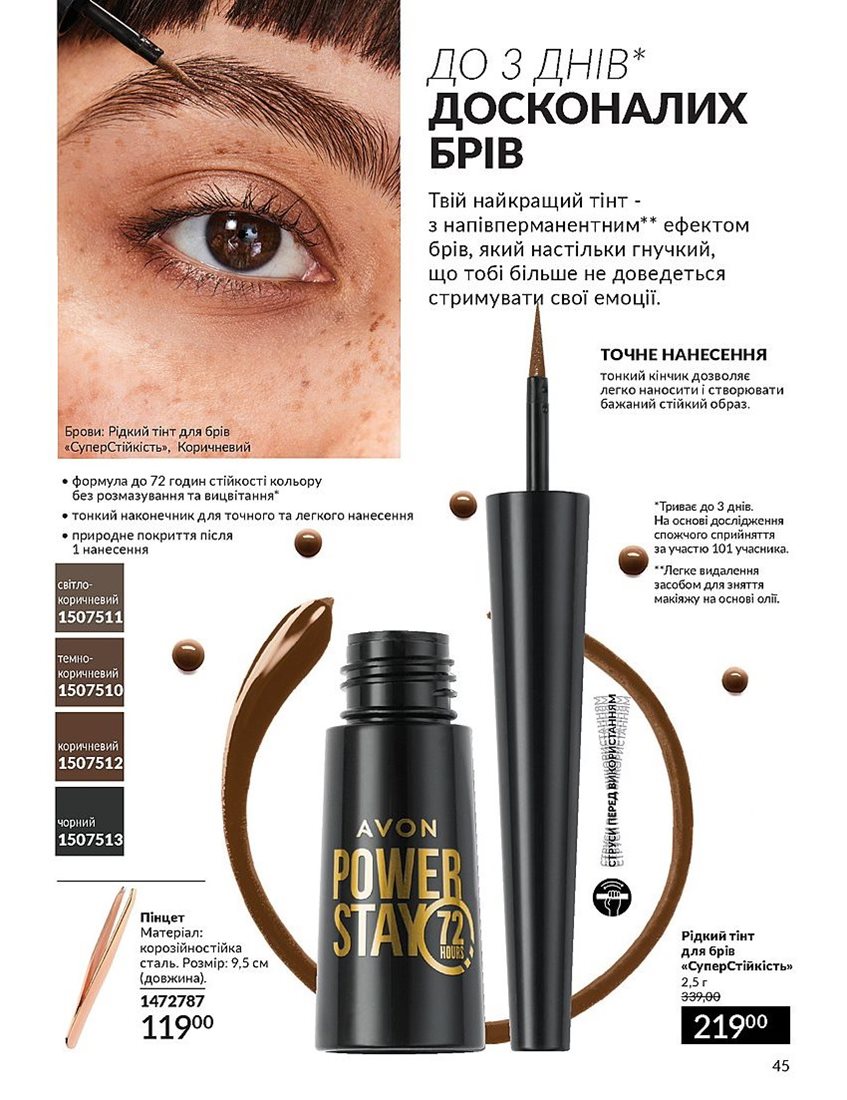 ДО 3 ДНІВ*
ДОСКОНАЛИХ
БРІВ
Твій найкращий тінт -
з напівперманентним** ефектом
брів, який настільки гнучкий,
що тобі більше не доведеться
стримувати свої емоції.
ТОЧНЕ НАНЕСЕННЯ
тонкий кінчик дозволяє
легко наносити і створювати
бажаний стійкий образ.
Брови: Рідкий тінт для брів
«СуперСтійкість», Коричневий
• формула до 72 годин стійкості кольору
без розмазування та вицвітання*
• тонкий наконечник для точного та легкого нанесення
• природне покриття після
1 нанесення
*Триває до 3 днів.
На основі дослідження
спожчого сприйняття
за участю 101 учасника.
**Легке видалення
засобом для зняття
макіяжу на основі олії.
світло-
коричневий
1507511
темно-
коричневий
1507510
коричневий
1507512
чорний
1507513
СТРУСИ ПЕРЕД ВИКОРИСТАННЯМ
AVON
POWER
STAY
72
HOURS
Пінцет
Матеріал:
корозійностійка
сталь. Розмір: 9,5 см
(довжина).
1472787
119⁰⁰
Рідкий тінт
для брів
«СуперСтійкість»
2,5 г
339,00
219⁰⁰
45